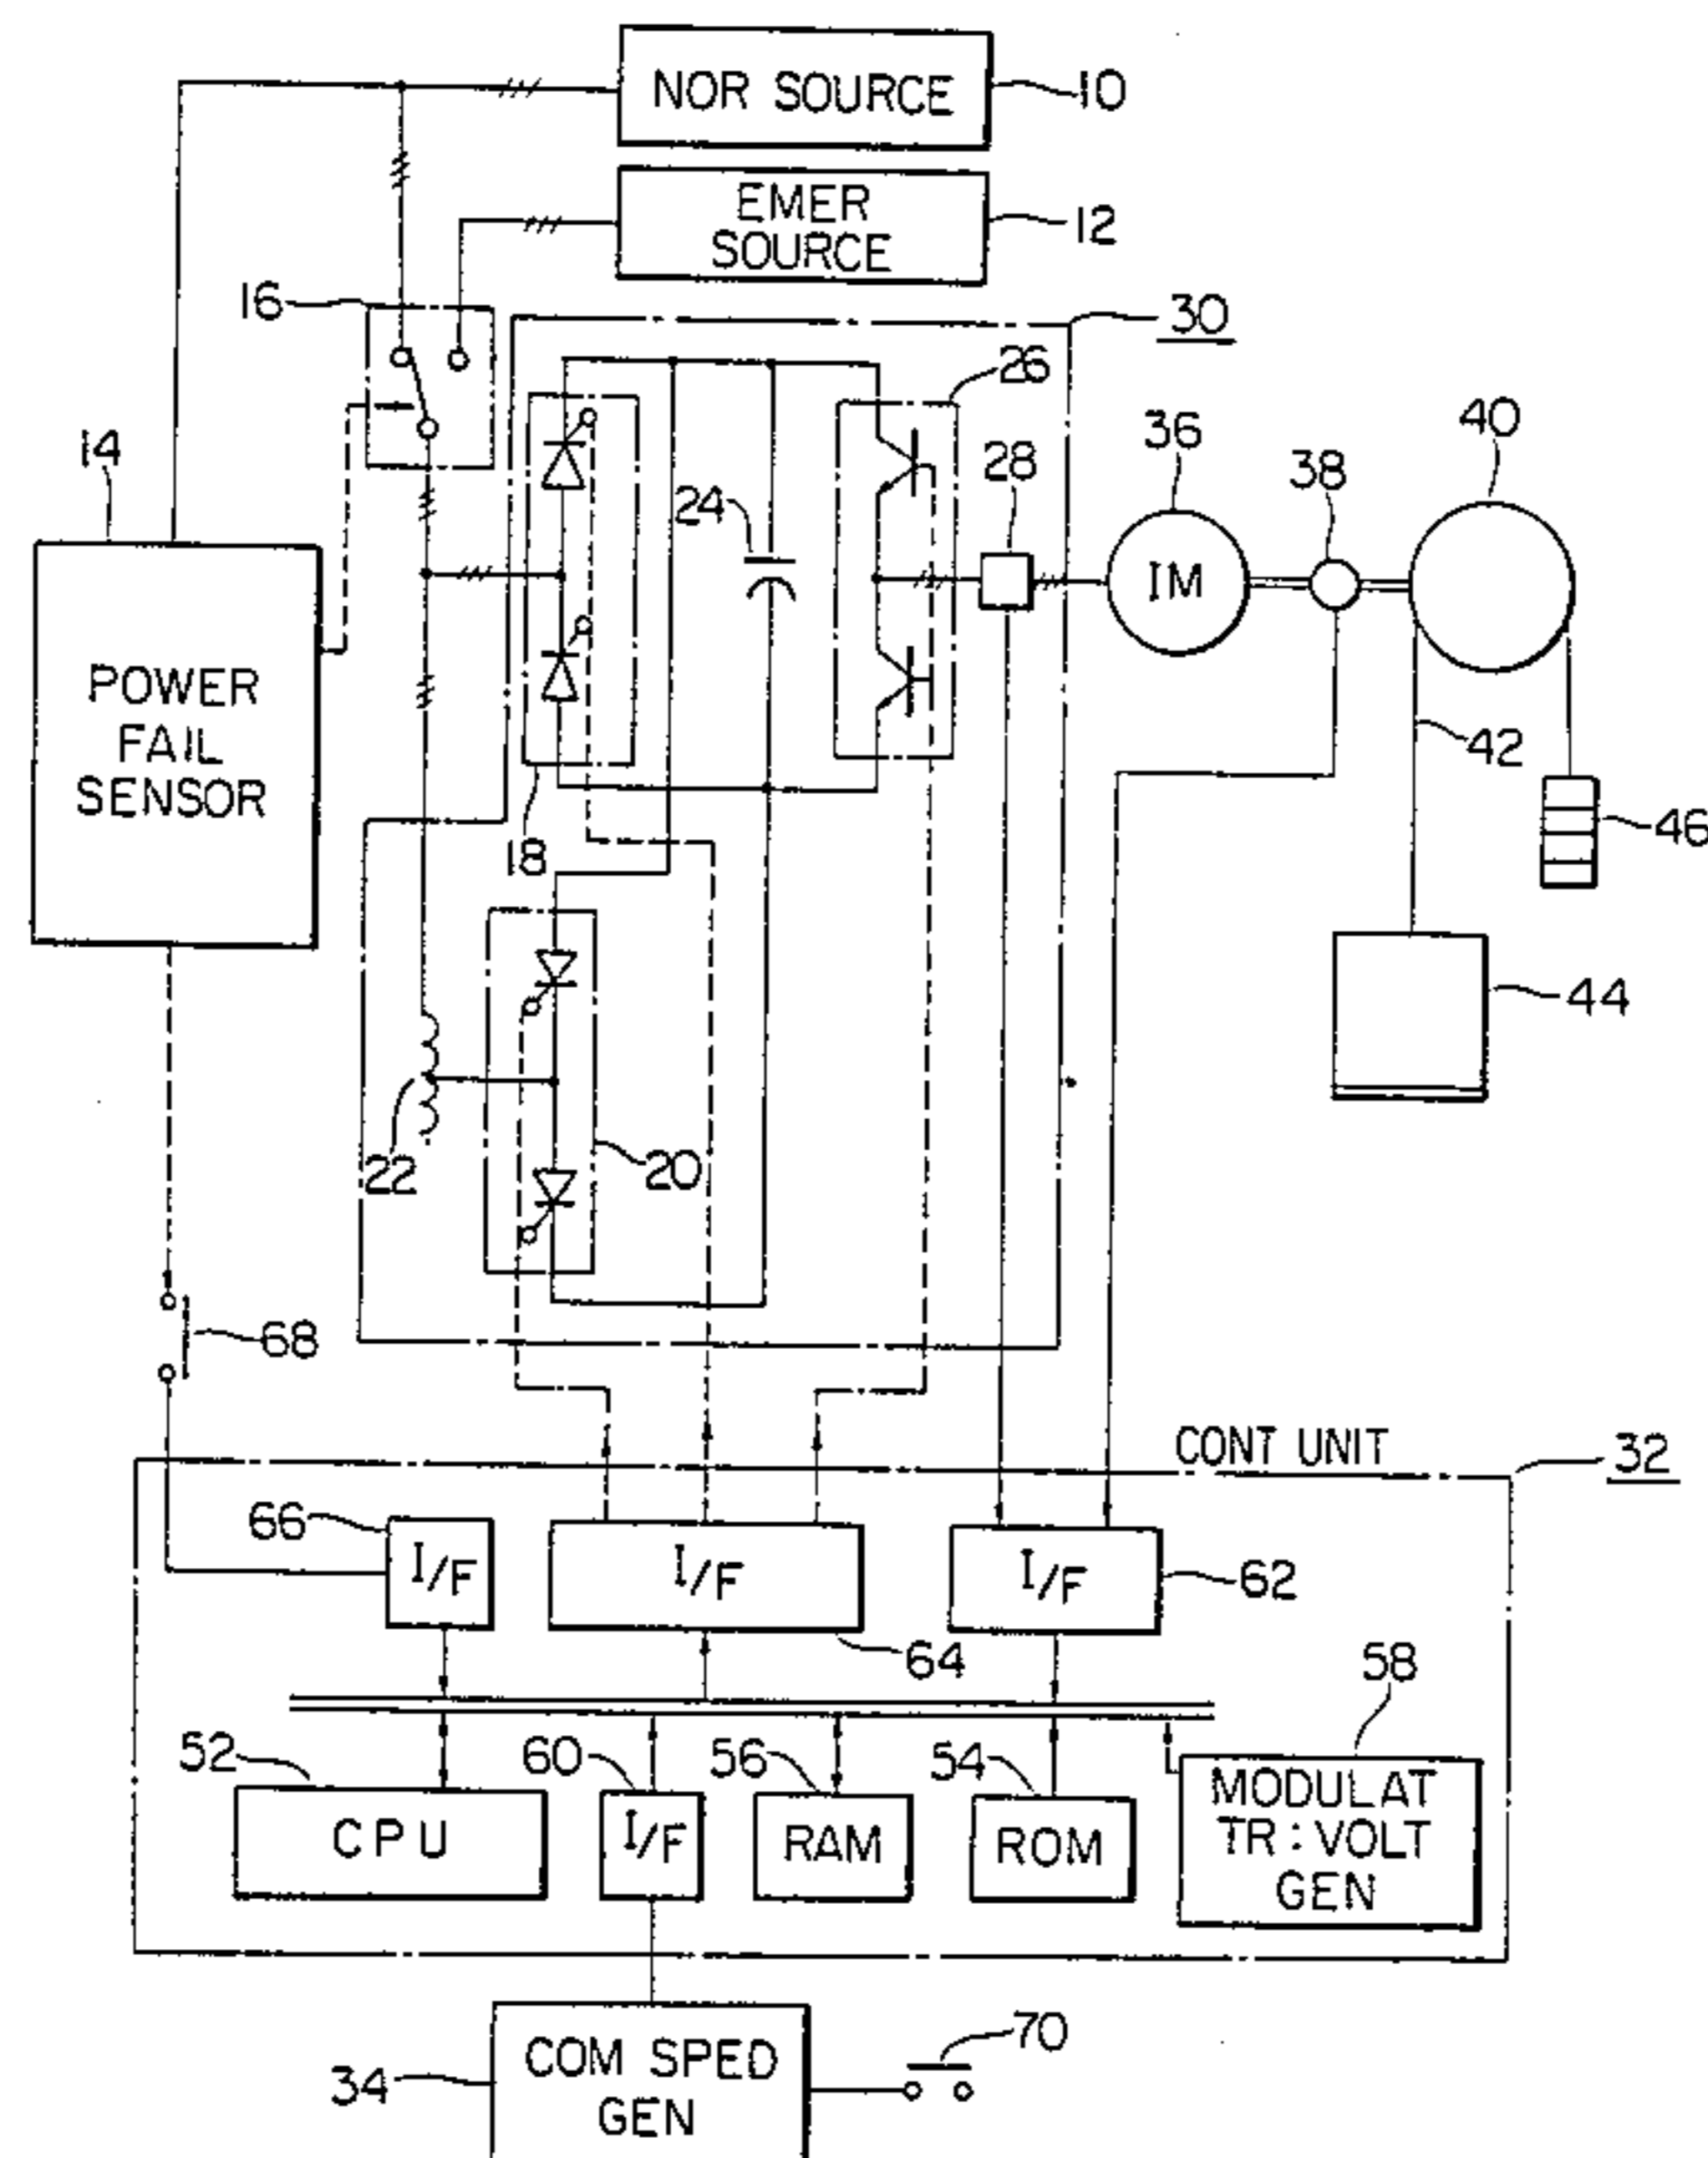 NOR SOURCE
10
EMER
SOURCE
12
16
30
26
14
24
28
36
38
40
IM
POWER
FAIL
SENSOR
42
46
18
44
22
20
68
CONT UNIT
32
66
I/F
I/F
I/F
62
64
58
52
60
56
54
CPU
I/F
RAM
ROM
MODULAT
TR:VOLT
GEN
34
COM SPED
GEN
70